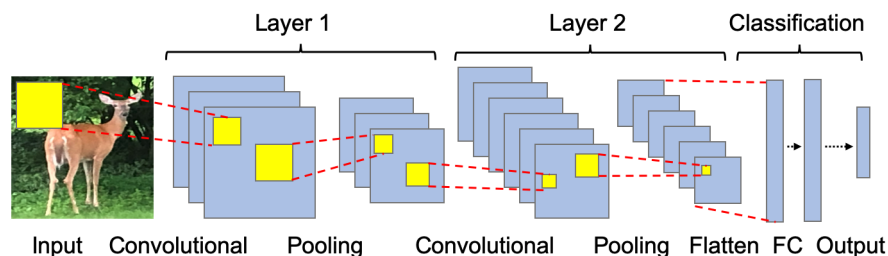 Layer 1 Layer 2 Classification
Input Convolutional Pooling Convolutional Pooling Flatten FC Output